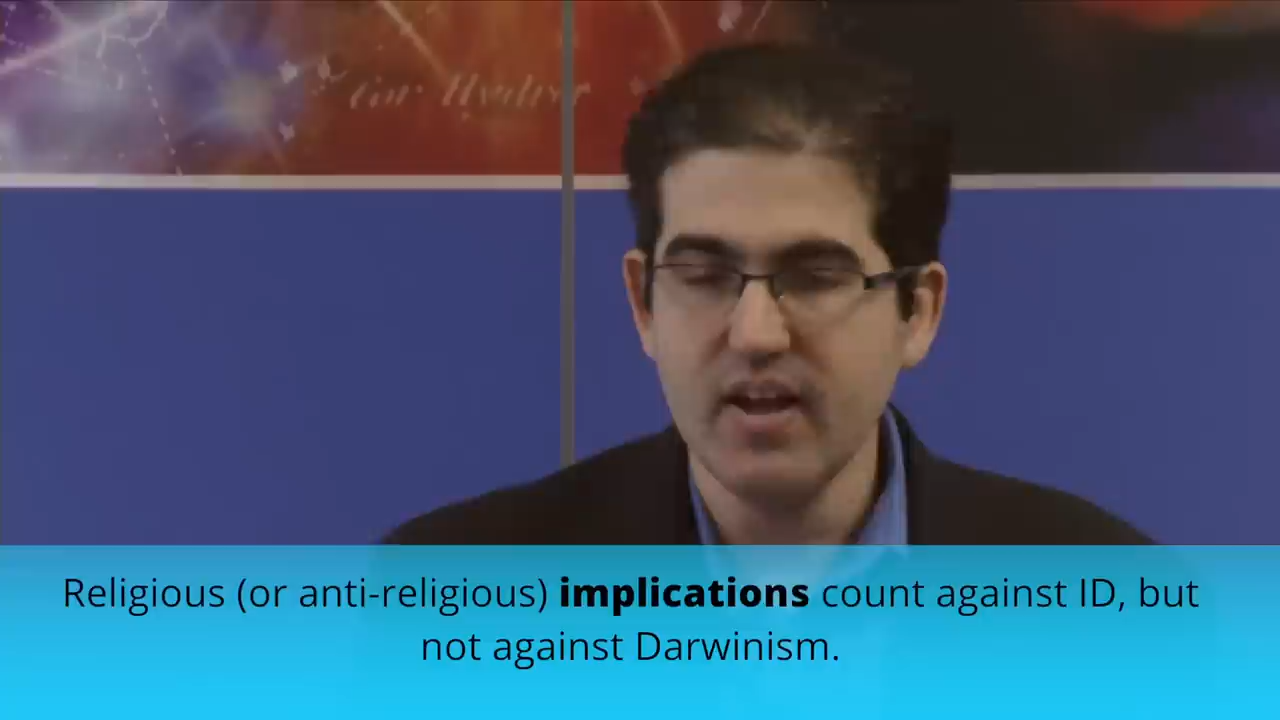 Religious (or anti-religious) implications count against ID, but
not against Darwinism.